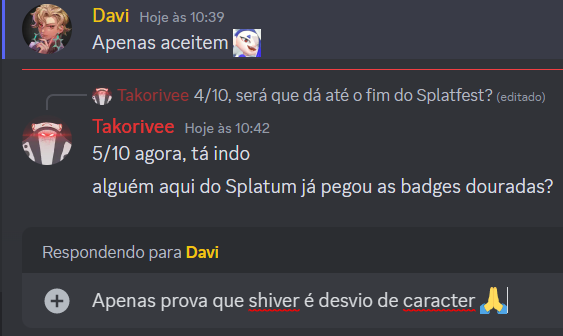 Davi Hoje às 10:39
Apenas aceitem
Takorivee 4/10, será que dá até o fim do Splatfest? (editado)
Takorivee Hoje às 10:42
5/10 agora, tá indo
alguém aqui do Splatum já pegou as badges douradas?
Respondendo para Davi
Apenas prova que shiver é desvio de caracter 🙏